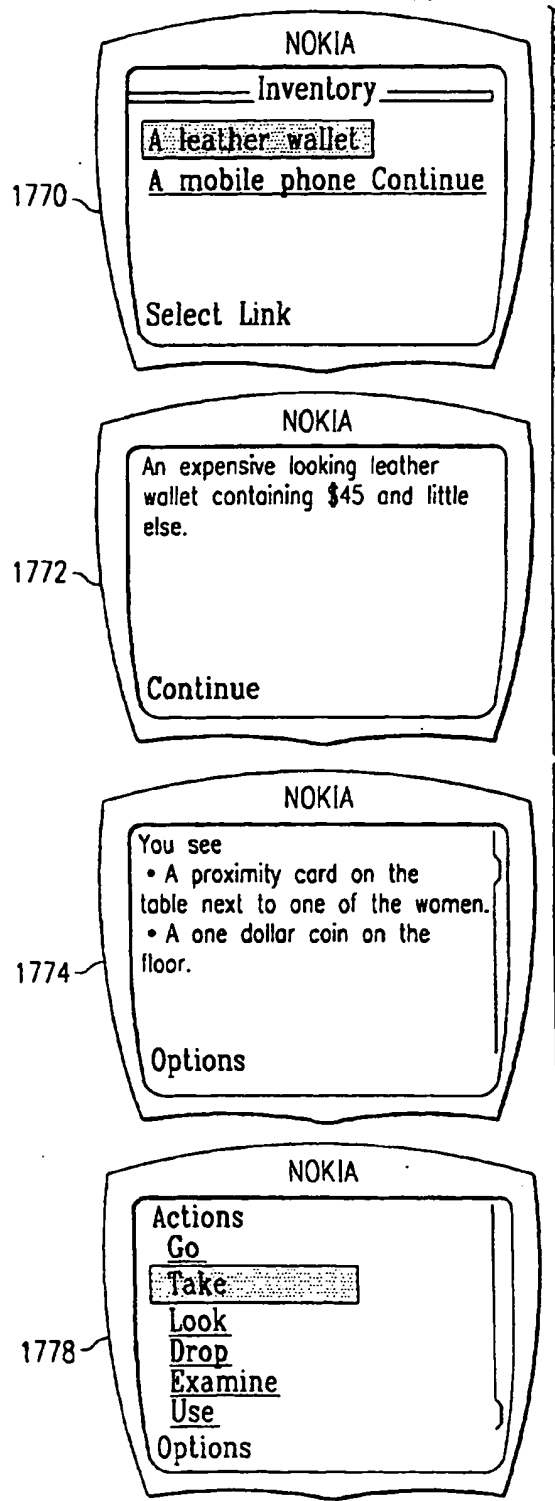 NOKIA
Inventory
A leather wallet
A mobile phone Continue
1770
Select Link
NOKIA
An expensive looking leather
wallet containing $45 and little
else.
1772
Continue
NOKIA
You see
• A proximity card on the
table next to one of the women.
• A one dollar coin on the
floor.
1774
Options
NOKIA
Actions
Go
Take
Look
1778
Drop
Examine
Use
Options